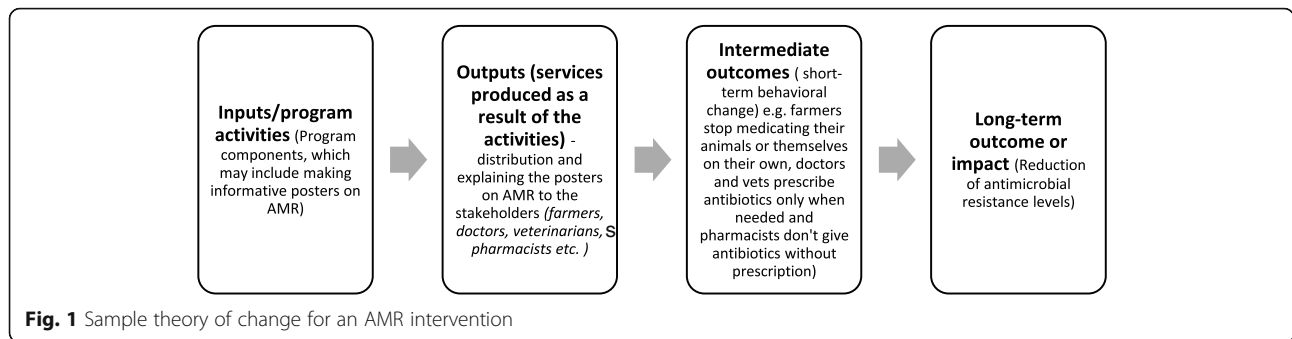 Inputs/program
activities (Program
components, which
may include making
informative posters on
AMR)
Outputs (services
produced as a
result of the
activities) -
distribution and
explaining the posters
on AMR to the
stakeholders (farmers,
doctors, veterinarians, s
pharmacists etc. )
Intermediate
outcomes ( short-
term behavioral
change) e.g. farmers
stop medicating their
animals or themselves
on their own, doctors
and vets prescribe
antibiotics only when
needed and
pharmacists don't give
antibiotics without
prescription)
Long-term
outcome or
impact (Reduction
of antimicrobial
resistance levels)
Fig. 1 Sample theory of change for an AMR intervention